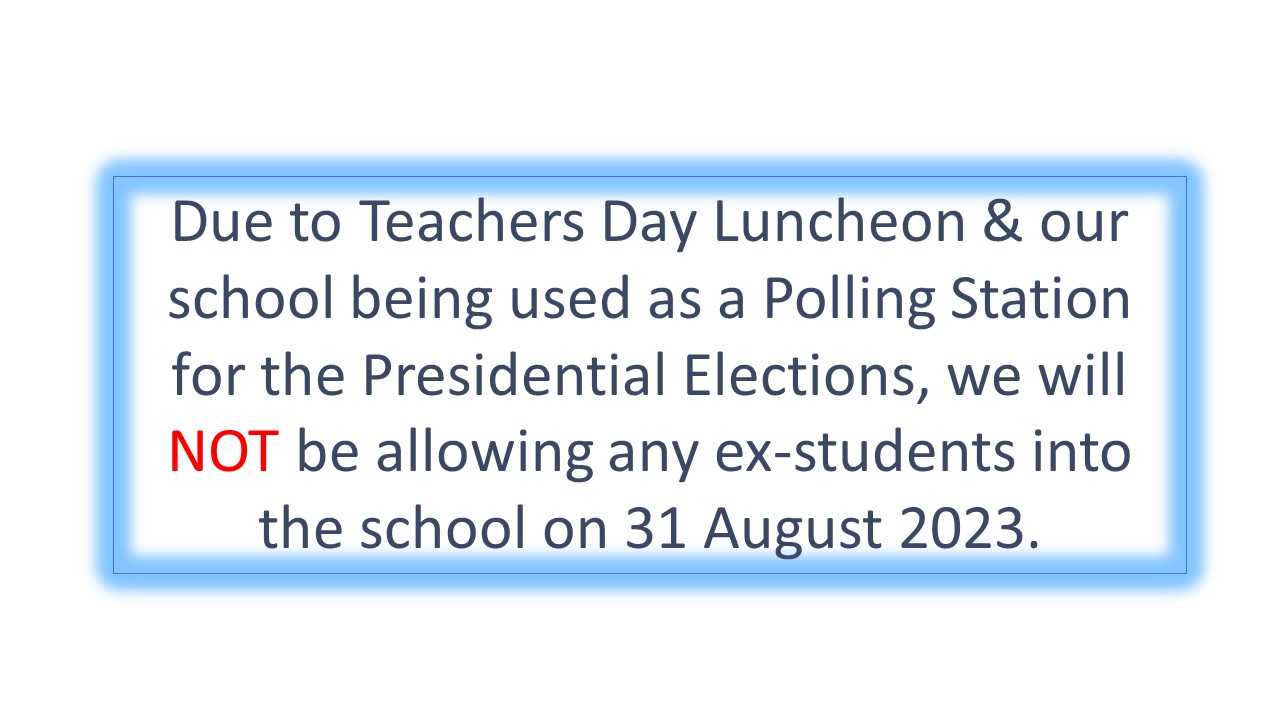 Due to Teachers Day Luncheon & our
school being used as a Polling Station
for the Presidential Elections, we will
NOT be allowing any ex-students into
the school on 31 August 2023.